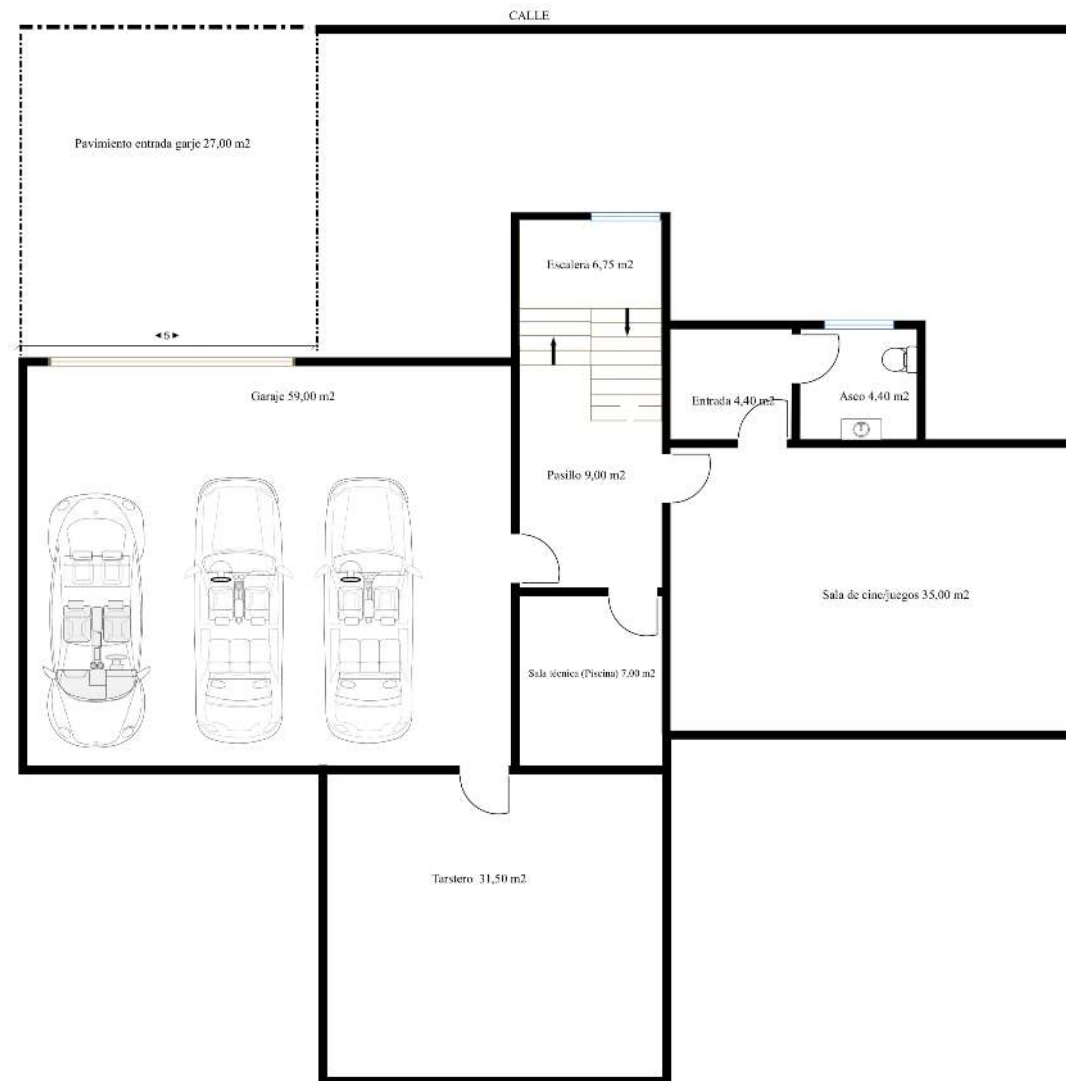 CALLE
Pavimiento entrada garje 27,00 m2
Escalera 6,75 m2
S
Garaje 59,00 m2
Entrada 4,40 m2
Aseo 4,40 m2
Pasillo 9,00 m2
Sala de cine/juegos 35,00 m2
Sala técnica (Piscina) 7,00 m2
Tarstero 31,50 m2